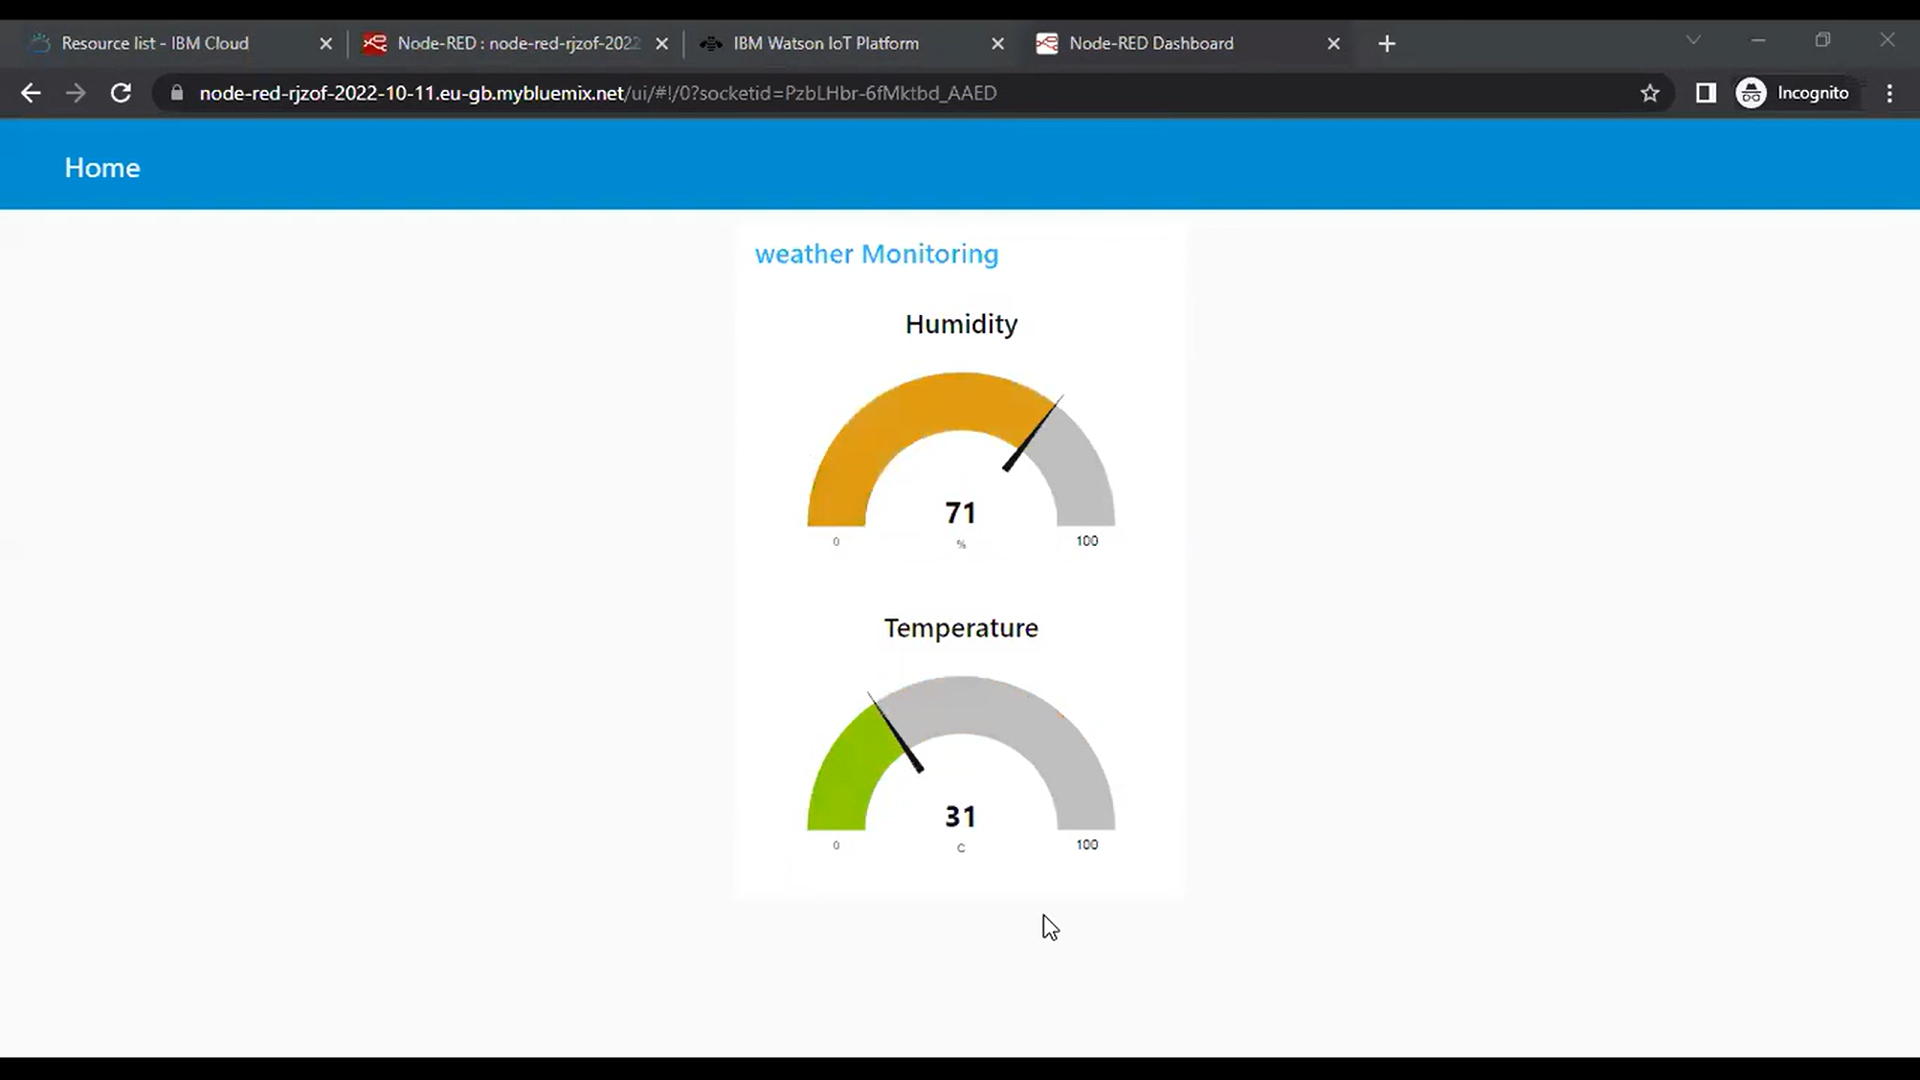 Resource list - IBM Cloud
Node-RED : node-red-rjzof-2022
IBM Watson IoT Platform
Node-RED Dashboard
node-red-rjzof-2022-10-11.eu-gb.mybluemix.net/ui/#!/0?socketid=PzbLHbr-6fMktbd_AAED
Incognito
Home
weather Monitoring
Humidity
71
0
%
100
Temperature
31
0
C
100